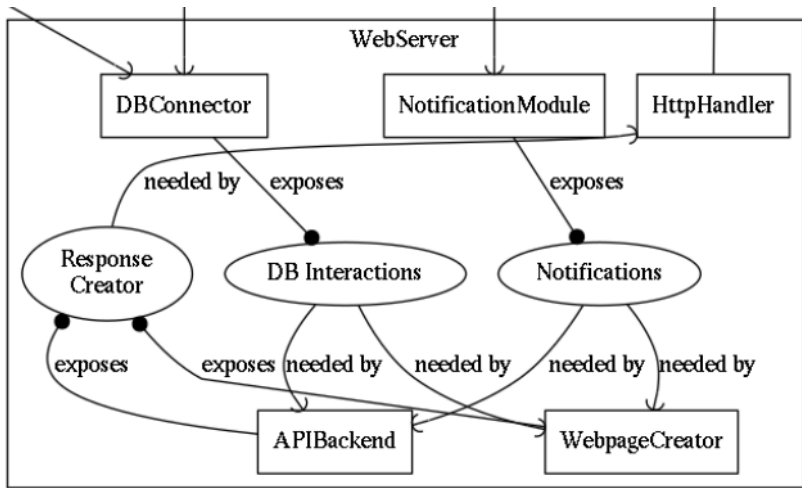 WebServer
DBConnector
NotificationModule
HttpHandler
needed by
exposes
exposes
Response
Creator
DB Interactions
Notifications
exposes
exposes
needed by
needed by
needed by
needed by
APIBackend
WebpageCreator